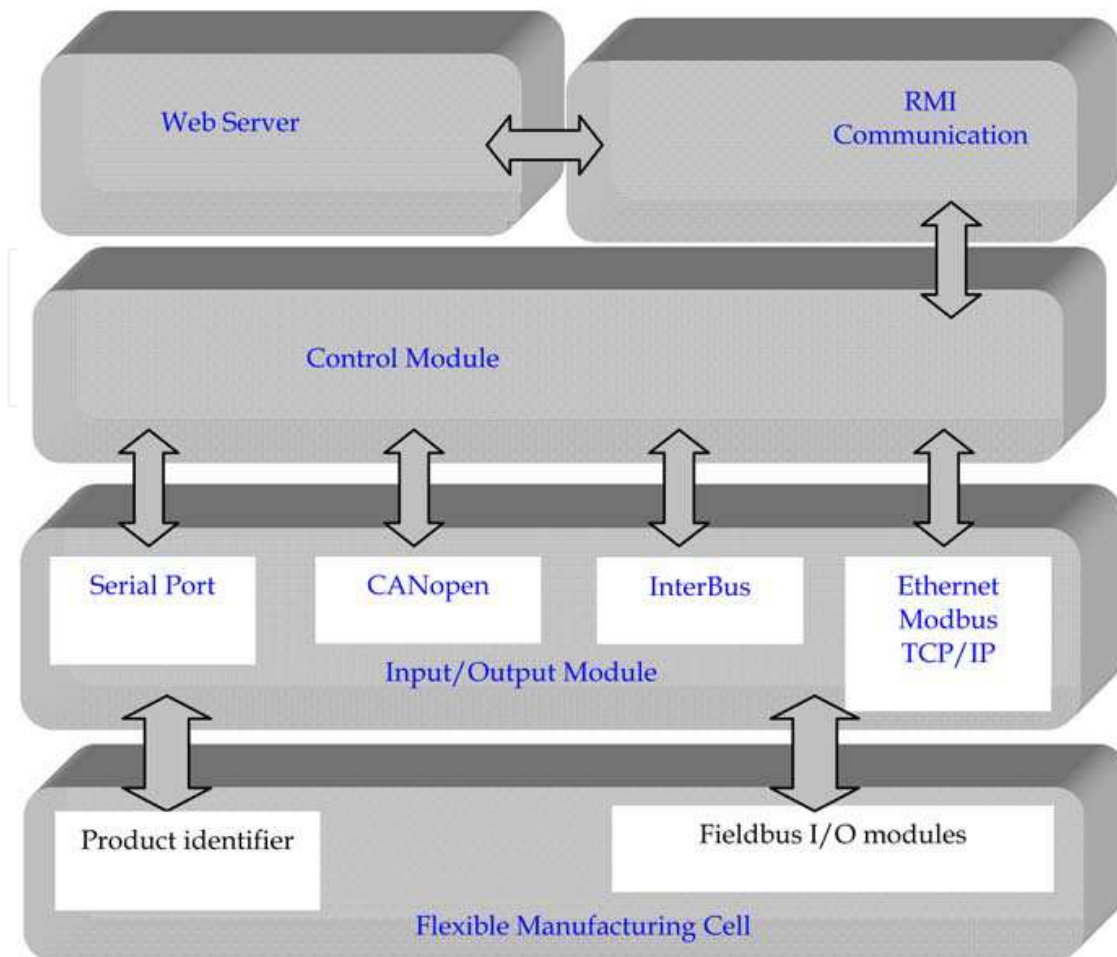 Web Server
RMI
Communication
Control Module
Serial Port
CANopen
InterBus
Ethernet
Modbus
TCP/IP
Input/Output Module
Product identifier
Fieldbus I/O modules
Flexible Manufacturing Cell